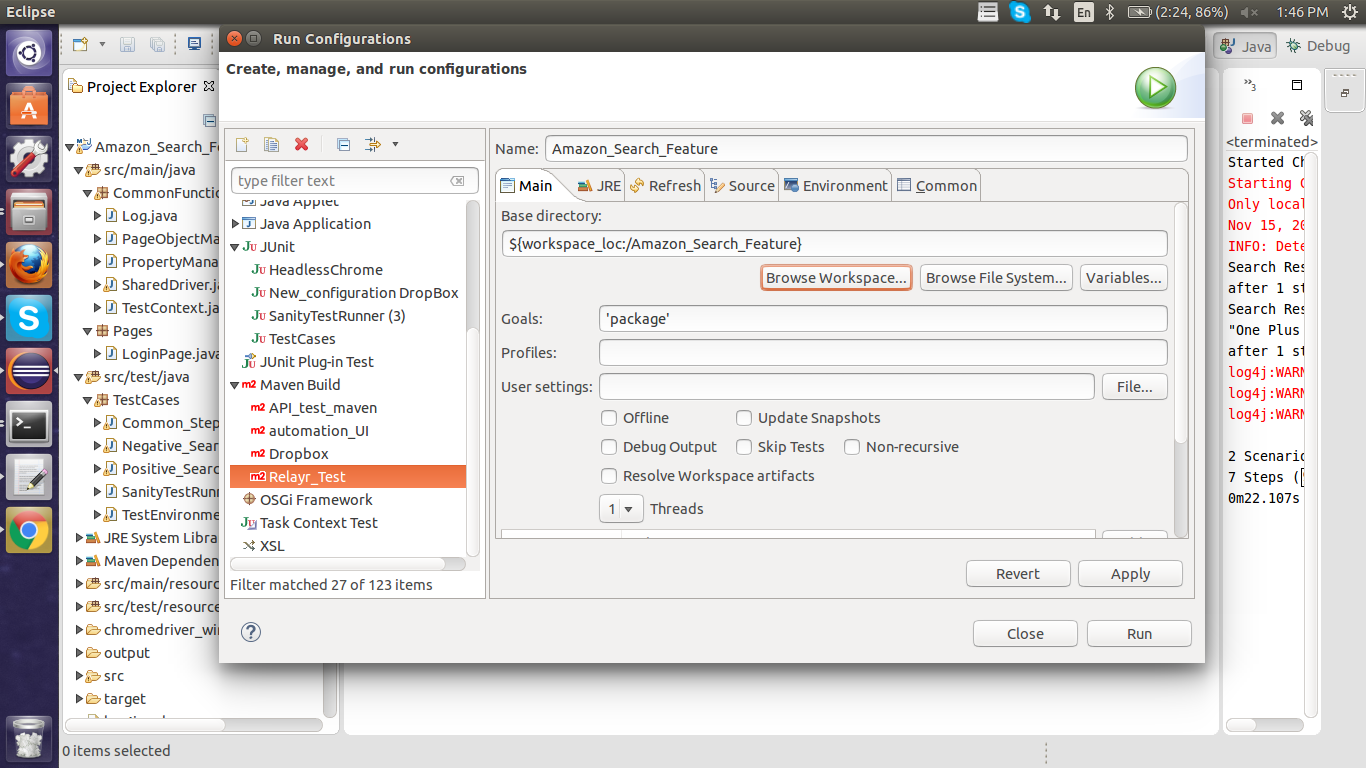 Eclipse
En
(2:24, 86%)
1:46 PM
Run Configurations
Create, manage, and run configurations
Java
Debug
Project Explorer
Amazon_Search_Fe
src/main/java
CommonFunctio
Log.java
PageObjectMa
PropertyMana
SharedDriver.ja
TestContext.ja
Pages
LoginPage.java
src/test/java
TestCases
Common_Step
Negative_Sear
Positive_Searc
SanityTestRunn
TestEnvironme
JRE System Libra
Maven Dependen
src/main/resourc
src/test/resource
chromedriver_win
output
src
target
0 items selected
type filter text
Java Applet
Java Application
JUnit
HeadlessChrome
New_configuration DropBox
SanityTestRunner (3)
TestCases
JUnit Plug-in Test
Maven Build
API_test_maven
automation_UI
Dropbox
Relayr_Test
OSGi Framework
Task Context Test
XSL
Filter matched 27 of 123 items
Name: Amazon_Search_Feature
Main
JRE
Refresh
Source
Environment
Common
Base directory:
${workspace_loc:/Amazon_Search_Feature}
Browse Workspace...
Browse File System...
Variables...
Goals: 'package'
Profiles:
User settings:
File...
Offline
Update Snapshots
Debug Output
Skip Tests
Non-recursive
Resolve Workspace artifacts
1
Threads
Revert
Apply
Close
Run
3
<terminated>
Started Ch
Starting C
Only local
Nov 15, 20
INFO: Dete
Search Res
after 1 st
Search Res
"One Plus
after 1 st
log4j:WARN
log4j:WARN
log4j:WARN
2 Scenario
7 Steps (
0m22.107s